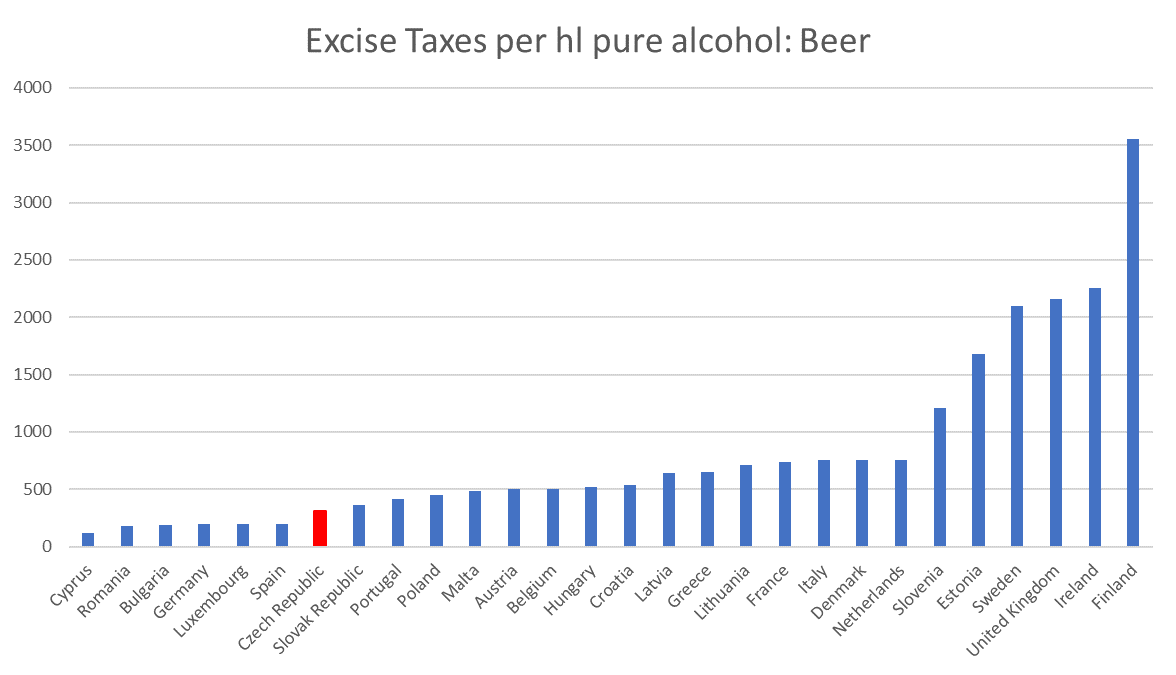 Excise Taxes per hl pure alcohol: Beer
4000
3500
3000
2500
2000
1500
1000
500
0
Cyprus
Romania
Bulgaria
Germany
Luxembourg
Spain
Czech Republic
Slovak Republic
Portugal
Poland
Malta
Austria
Belgium
Hungary
Croatia
Latvia
Greece
Lithuania
France
Italy
Denmark
Netherlands
Slovenia
Estonia
Sweden
United Kingdom
Ireland
Finland